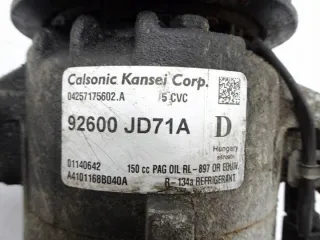 Calsonic Kansei Corp.
04257175602.A 5 CVC
92600 JD71A D
Hungary
01140642 150 cc PAG OIL RL-897 OR EQUIV.
A4101168B040A R-134a REFRIGERANT